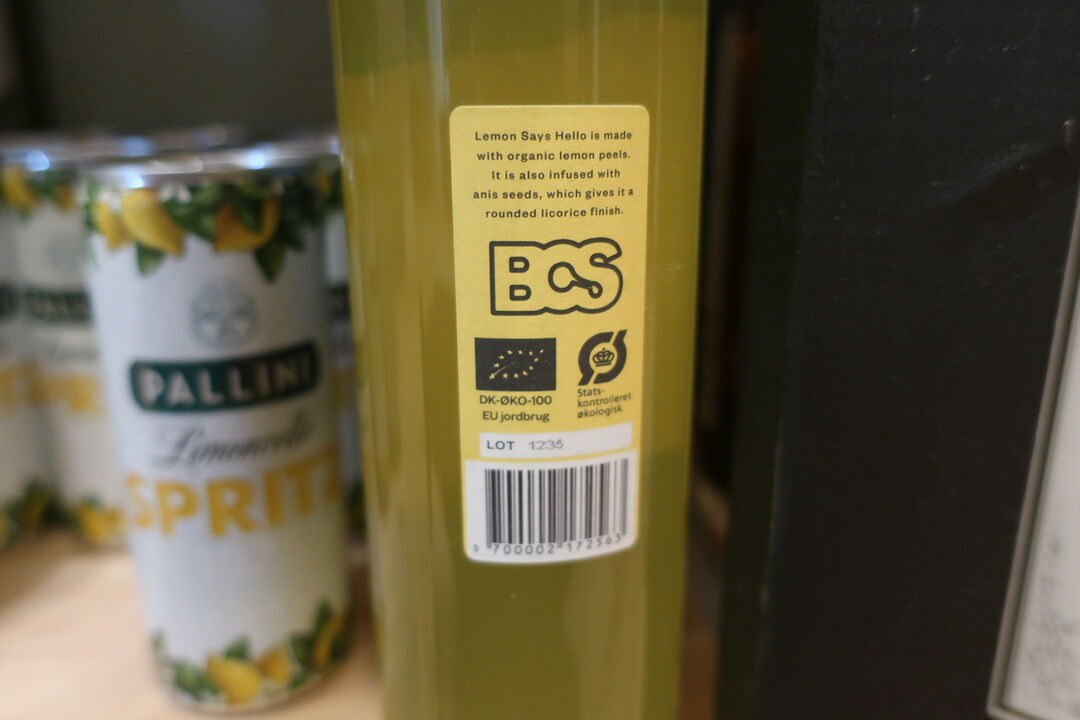 Lemon Says Hello is made
with organic lemon peels.
It is also infused with
anis seeds, which gives it a
rounded licorice finish.
BCS
DK-ØKO-100
EU jordbrug
Stats-
kontrolleret
økologisk
LOT 1235
5 700002 172563
PALLINI
Limoncello
SPRITZ